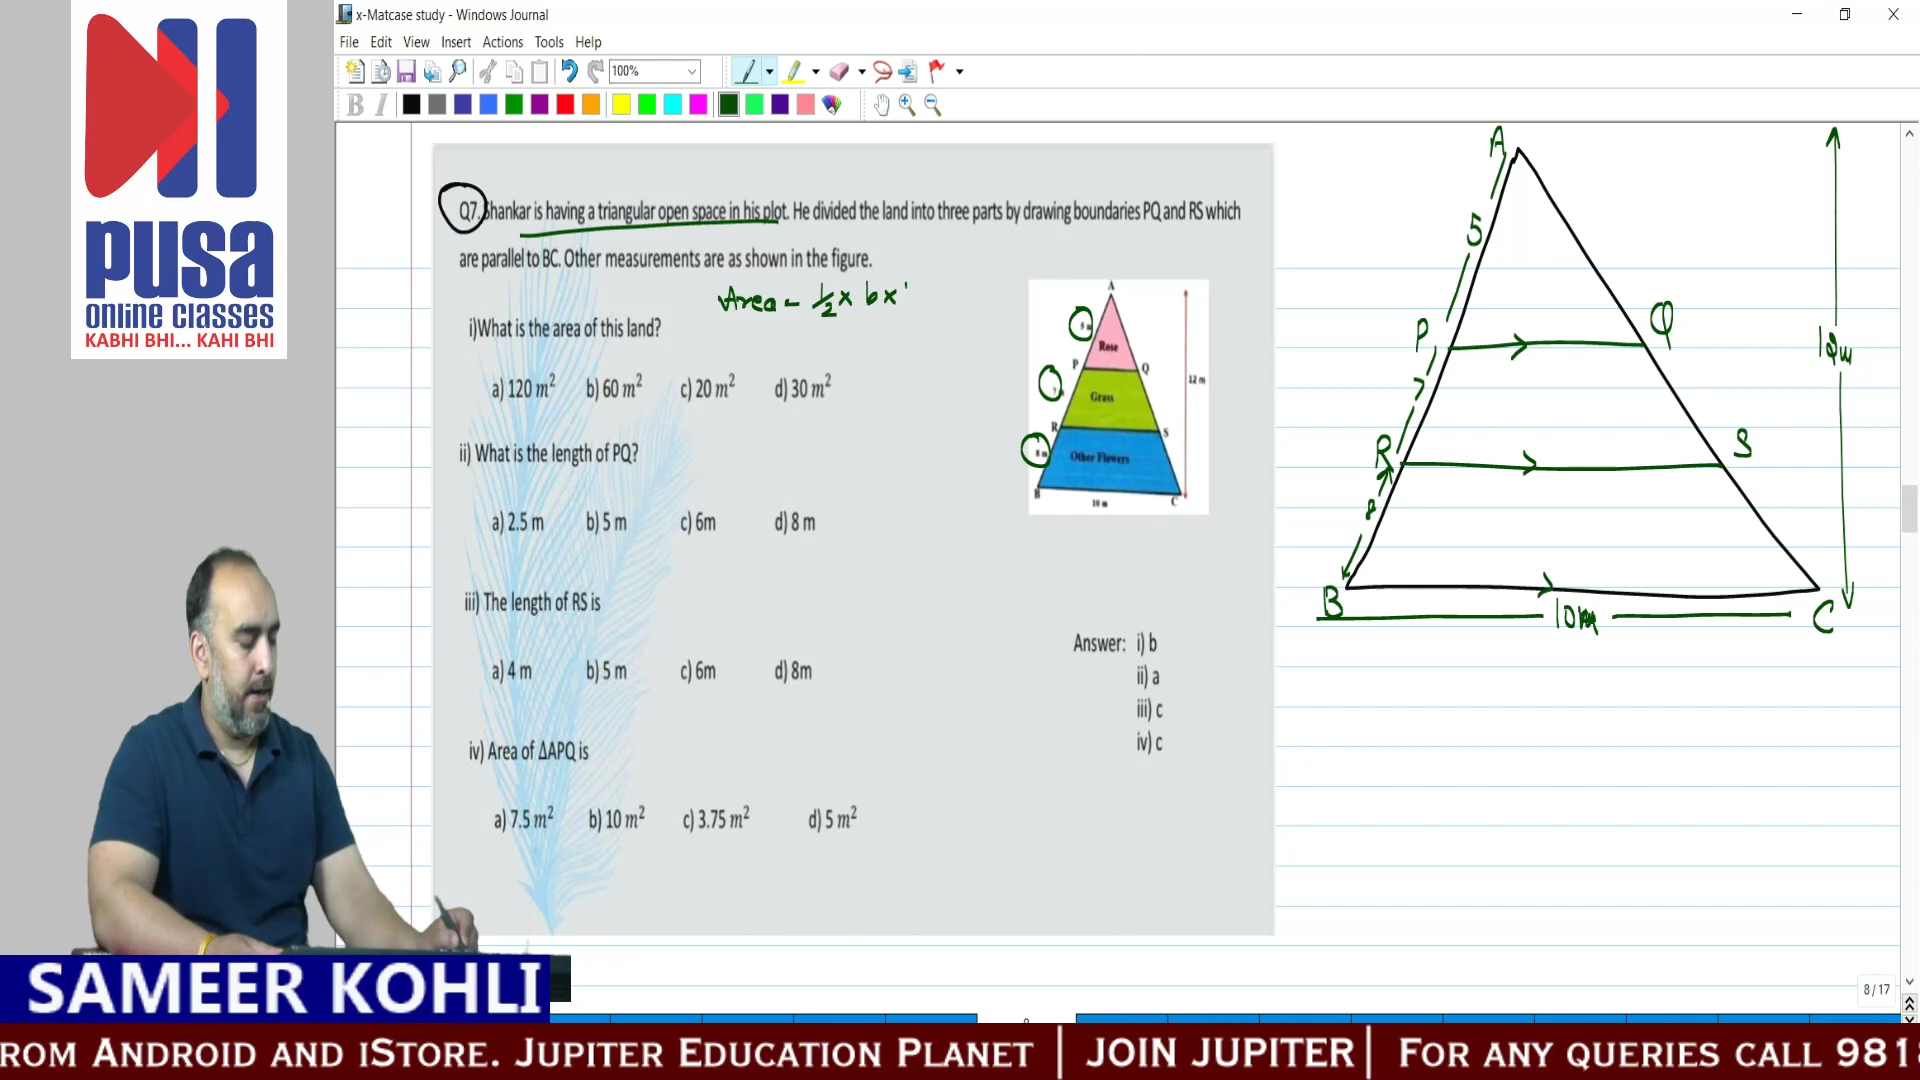 x-Matcase study - Windows Journal
File Edit View Insert Actions Tools Help
100%
pusa
online classes
KABHI BHI... KAHI BHI
Q7. Shankar is having a triangular open space in his plot. He divided the land into three parts by drawing boundaries PQ and RS which
are parallel to BC. Other measurements are as shown in the figure.
Area = ½ x b x
i)What is the area of this land?
a) 120 m² b) 60 m² c) 20 m² d) 30 m²
ii) What is the length of PQ?
a) 2.5 m b) 5 m c) 6m d) 8 m
iii) The length of RS is
a) 4 m b) 5 m c) 6m d) 8m
iv) Area of ΔAPQ is
a) 7.5 m² b) 10 m² c) 3.75 m² d) 5 m²
A
Rose
P Q
12 m
Grass
R S
8 m
Other Flowers
B C
10 m
Answer: i) b
ii) a
iii) c
iv) c
A
5
P Q
R S
8
B C
10m
8 / 17
SAMEER KOHLI
ROM ANDROID AND ISTORE. JUPITER EDUCATION PLANET | JOIN JUPITER | FOR ANY QUERIES CALL 981